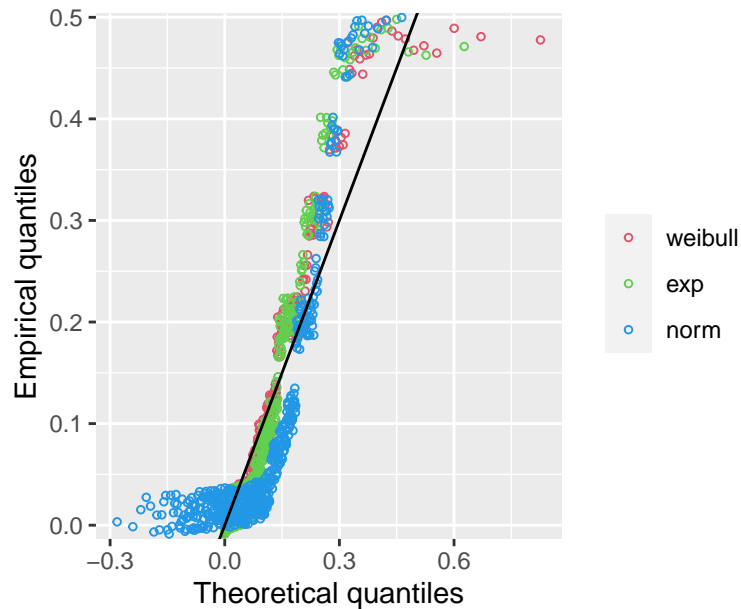 0.5
0.4
0.3
0.2
0.1
0.0
Empirical quantiles
−0.3 0.0 0.3 0.6
Theoretical quantiles
weibull
exp
norm